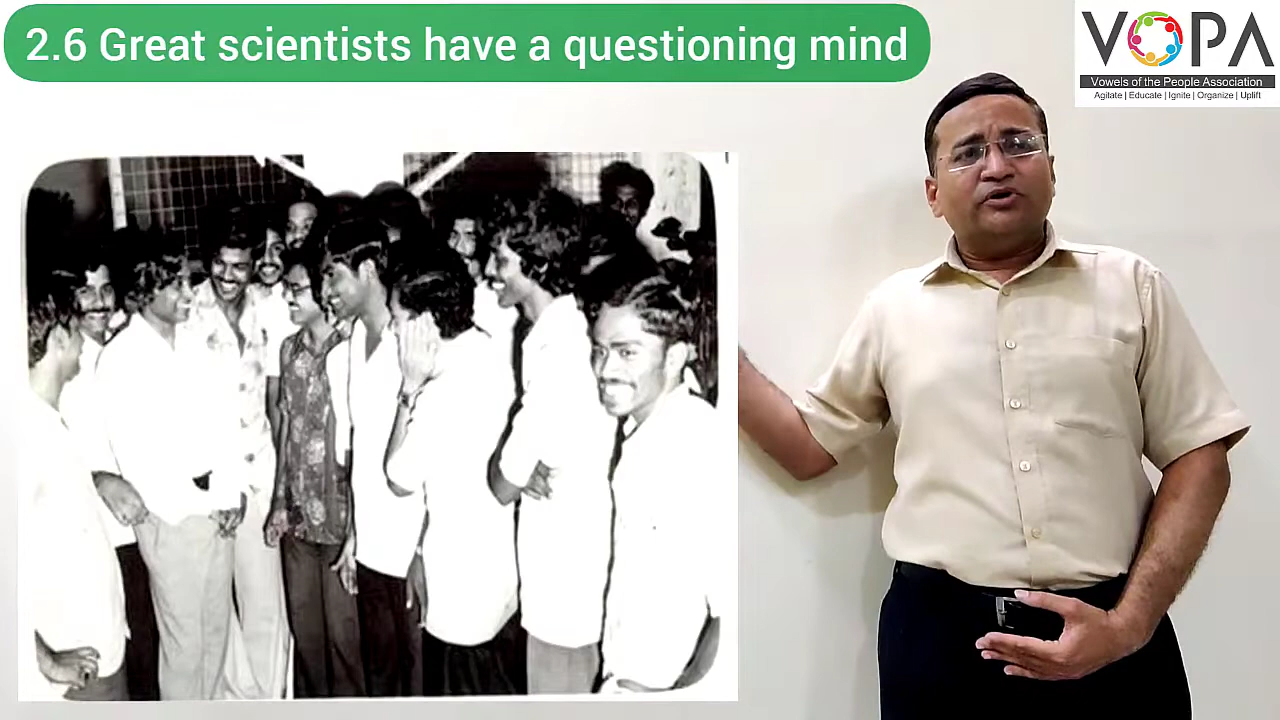 2.6 Great scientists have a questioning mind
VOPA
Vowels of the People Association
Agitate | Educate | Ignite | Organize | Uplift